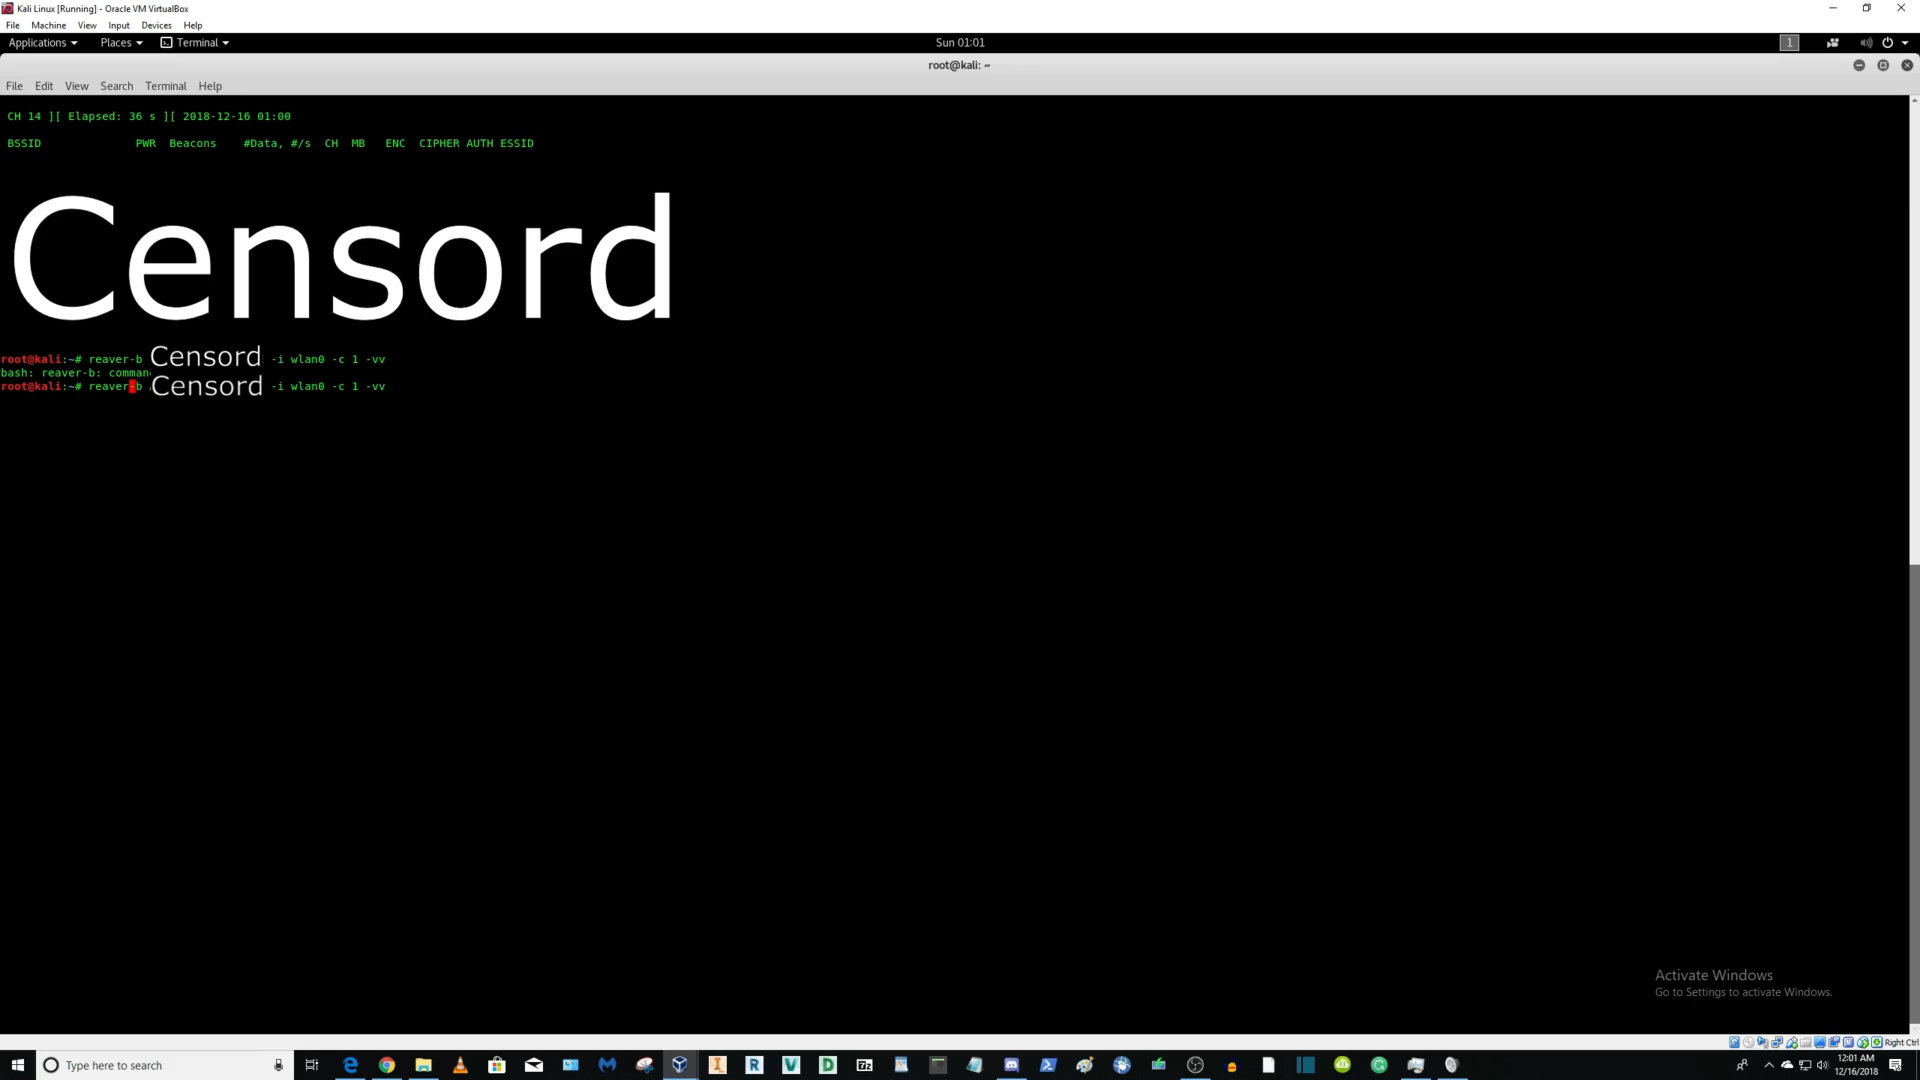 Kali Linux [Running] - Oracle VM VirtualBox
File Machine View Input Devices Help
Applications Places Terminal Sun 01:01 1
root@kali: ~
File Edit View Search Terminal Help
CH 14 ][ Elapsed: 36 s ][ 2018-12-16 01:00
BSSID PWR Beacons #Data, #/s CH MB ENC CIPHER AUTH ESSID
Censord
root@kali:~# reaver-b Censord -i wlan0 -c 1 -vv
bash: reaver-b: comman
root@kali:~# reaver-b Censord -i wlan0 -c 1 -vv
Activate Windows
Go to Settings to activate Windows.
Right Ctrl
Type here to search
I R V D 7z G
12:01 AM
12/16/2018